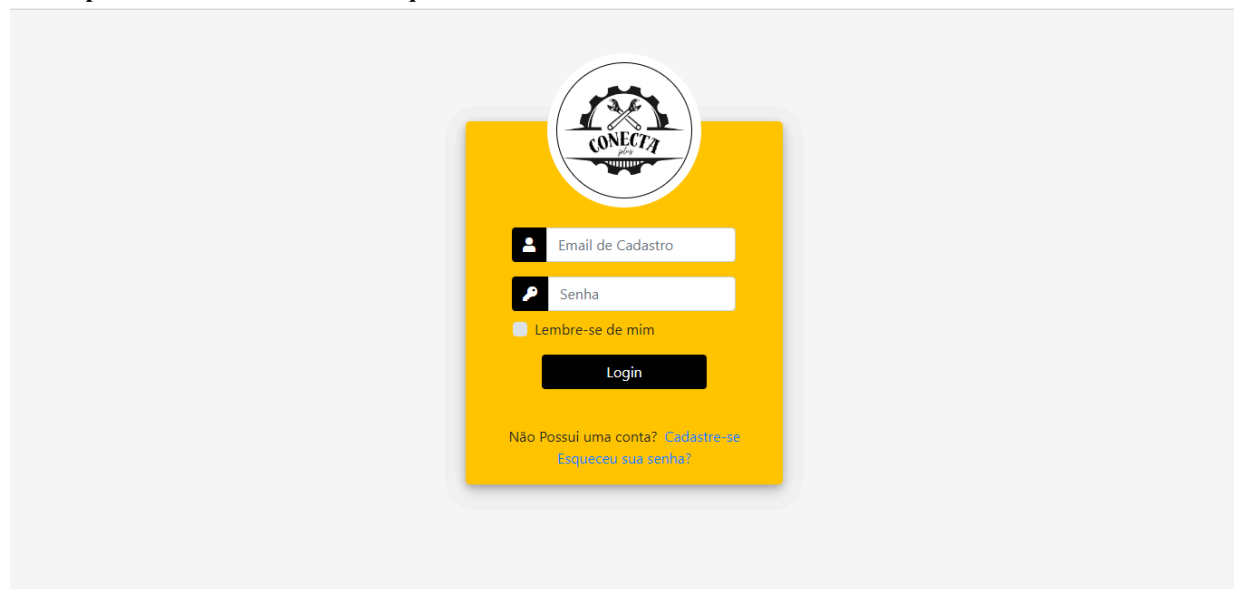 CONECTA
plus
Email de Cadastro
Senha
Lembre-se de mim
Login
Não Possui uma conta? Cadastre-se
Esqueceu sua senha?